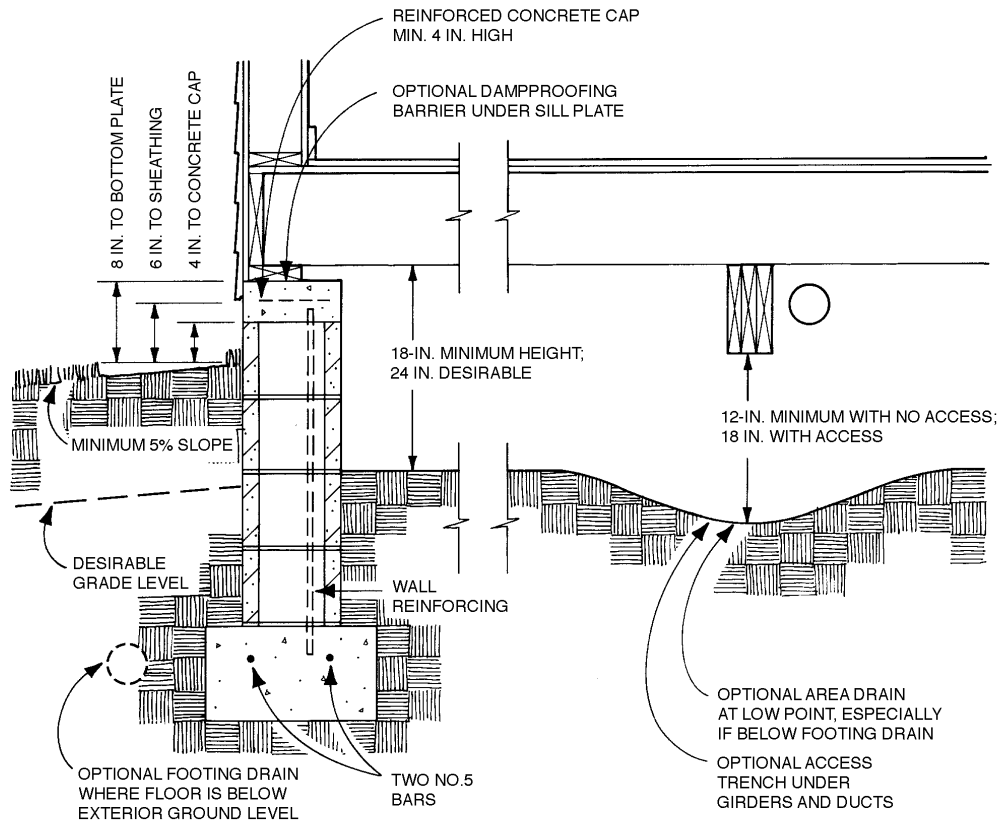 REINFORCED CONCRETE CAP
MIN. 4 IN. HIGH
OPTIONAL DAMPPROOFING
BARRIER UNDER SILL PLATE
8 IN. TO BOTTOM PLATE
6 IN. TO SHEATHING
4 IN. TO CONCRETE CAP
18-IN. MINIMUM HEIGHT;
24 IN. DESIRABLE
12-IN. MINIMUM WITH NO ACCESS;
18 IN. WITH ACCESS
MINIMUM 5% SLOPE
DESIRABLE
GRADE LEVEL
WALL
REINFORCING
OPTIONAL AREA DRAIN
AT LOW POINT, ESPECIALLY
IF BELOW FOOTING DRAIN
OPTIONAL ACCESS
TRENCH UNDER
GIRDERS AND DUCTS
OPTIONAL FOOTING DRAIN
WHERE FLOOR IS BELOW
EXTERIOR GROUND LEVEL
TWO NO.5
BARS